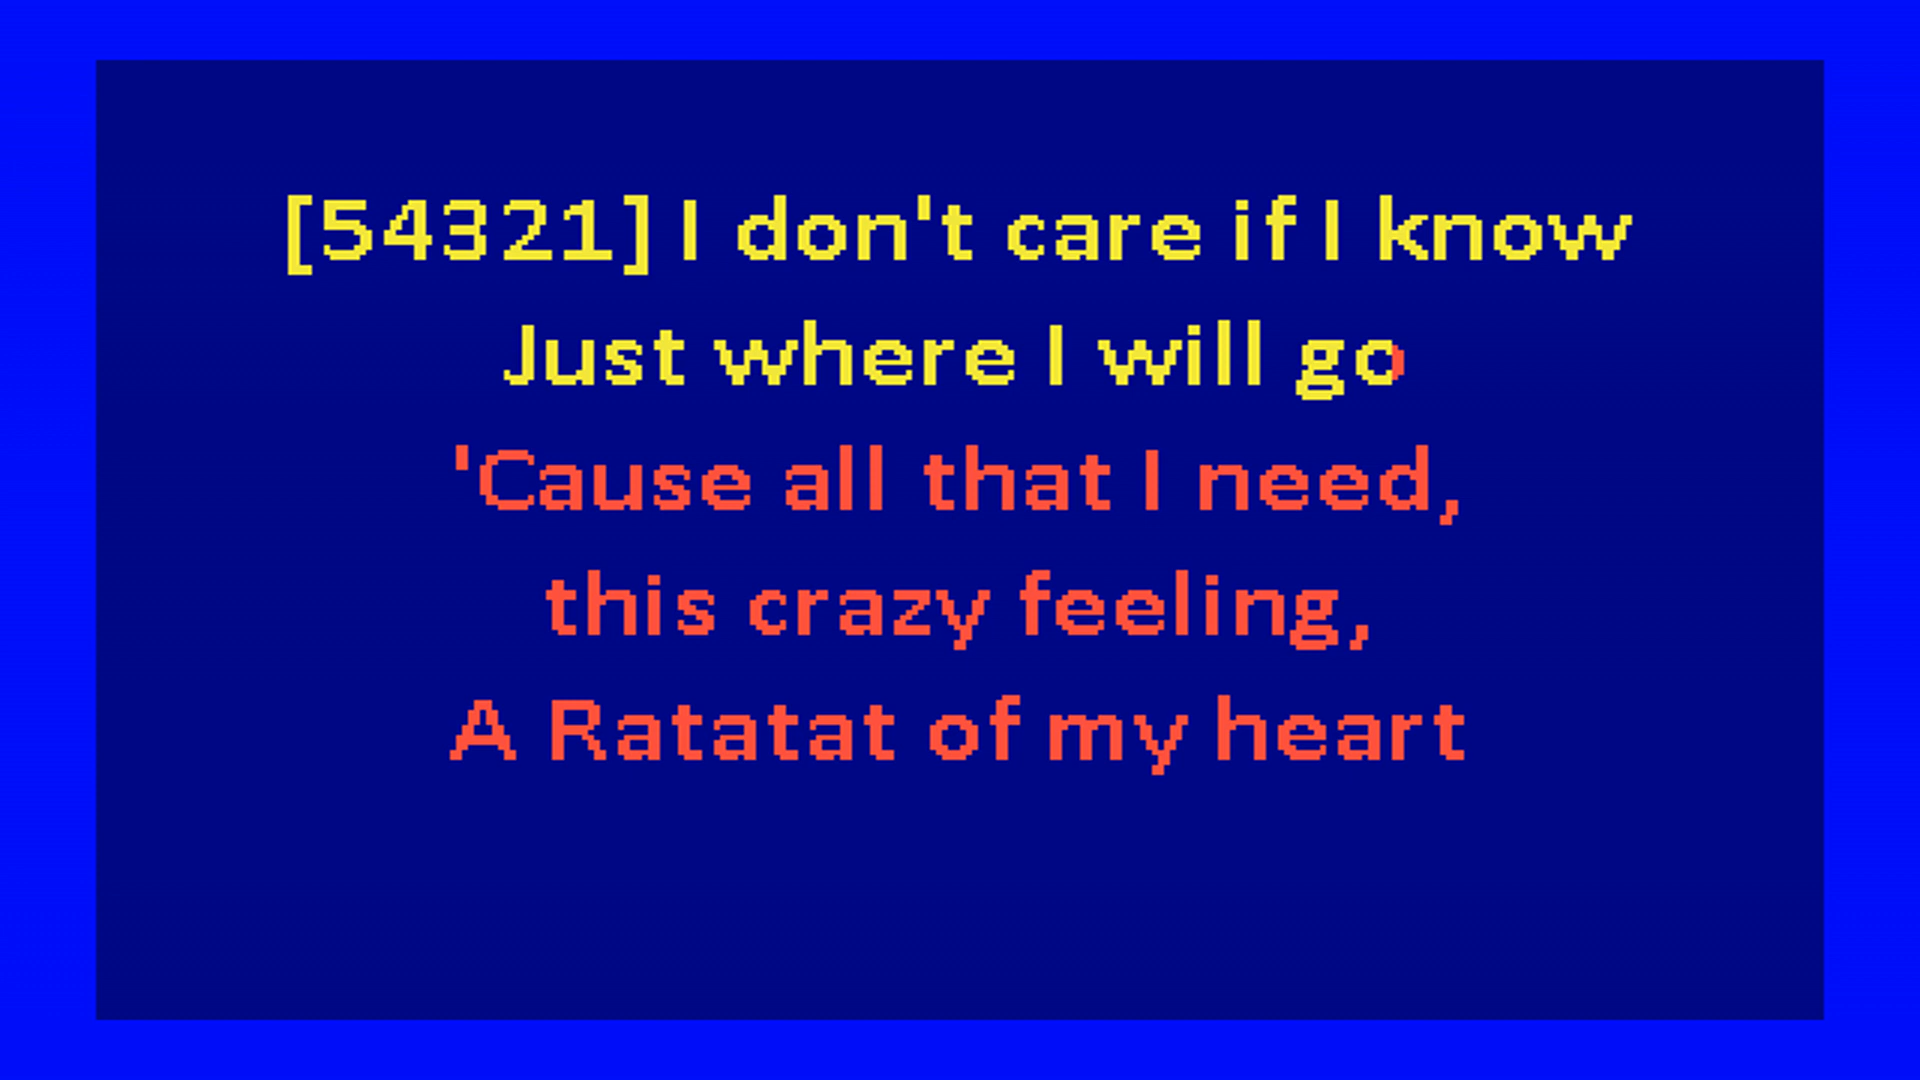 [54321] I don't care if I know
Just where I will go
'Cause all that I need,
this crazy feeling,
A Ratatat of my heart